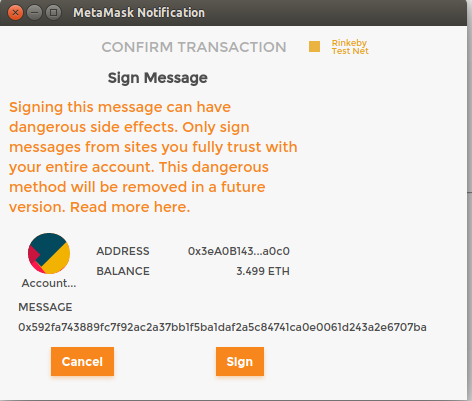 MetaMask Notification
CONFIRM TRANSACTION
Rinkeby
Test Net
Sign Message
Signing this message can have
dangerous side effects. Only sign
messages from sites you fully trust with
your entire account. This dangerous
method will be removed in a future
version. Read more here.
ADDRESS 0x3eA0B143...a0c0
BALANCE 3.499 ETH
Account...
MESSAGE
0x592fa743889fc7f92ac2a37bb1f5ba1daf2a5c84741ca0e0061d243a2e6707ba
Cancel Sign